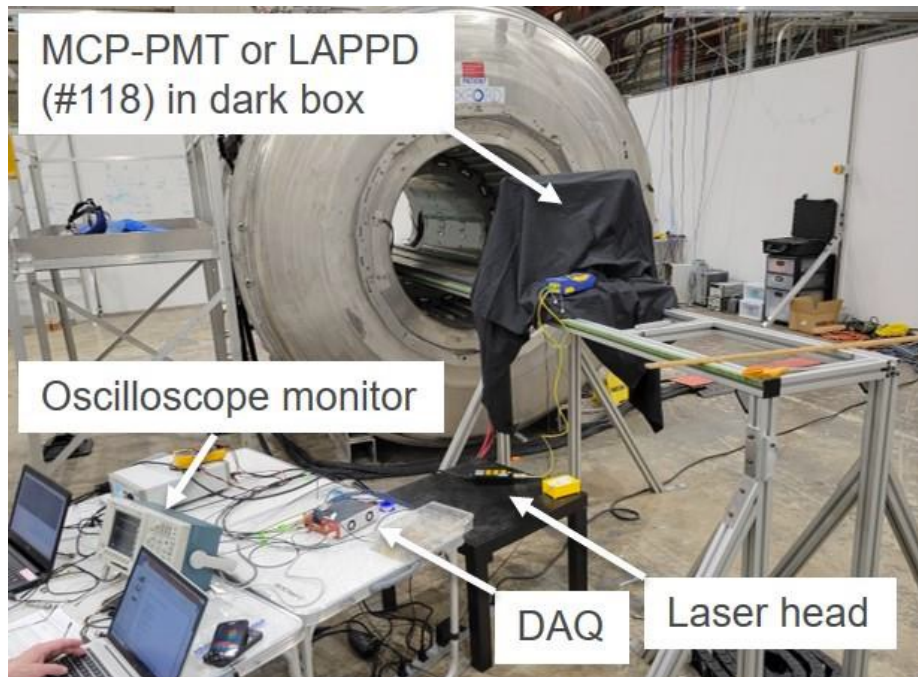 MCP-PMT or LAPPD
(#118) in dark box
Oscilloscope monitor
DAQ
Laser head